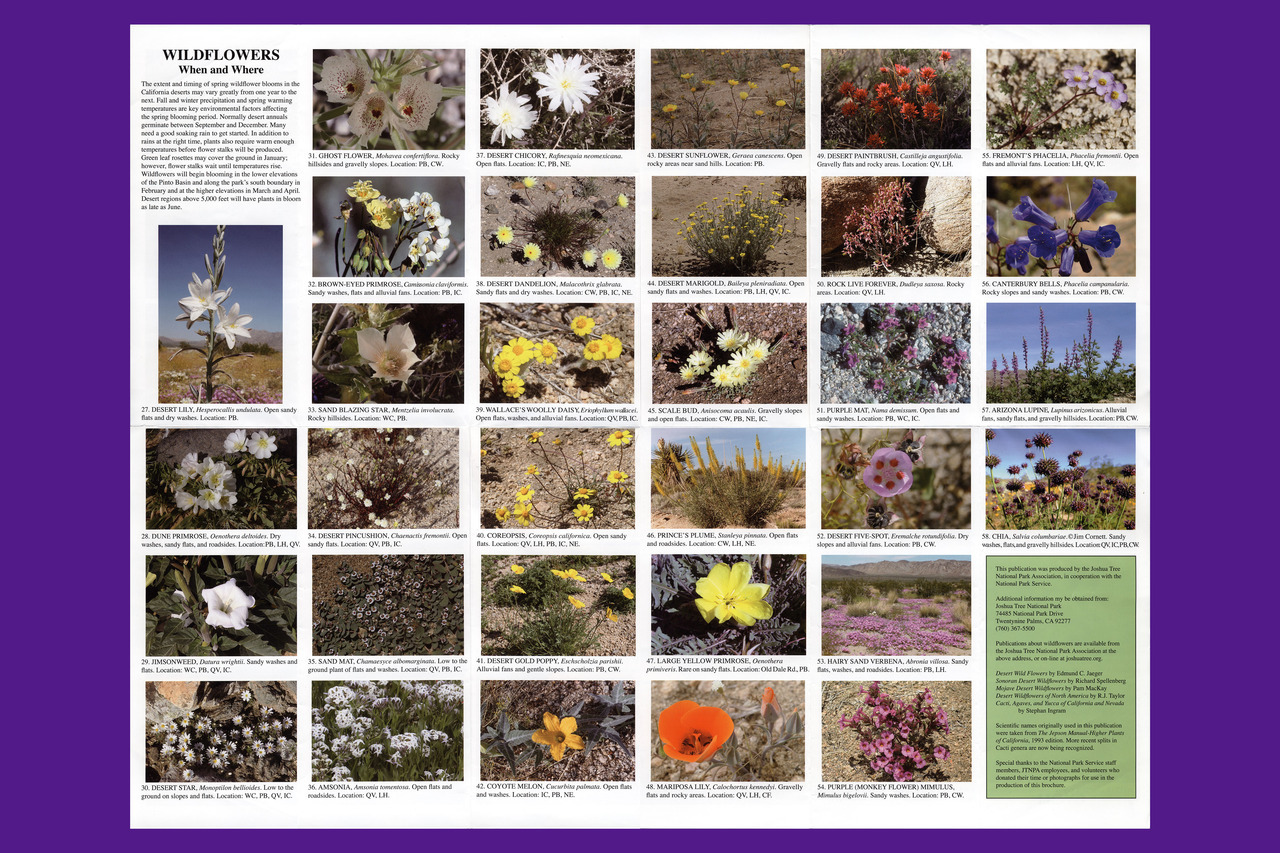 WILDFLOWERS
When and Where
The extent and timing of spring wildflower blooms in the
California deserts may vary greatly from one year to the
next. Fall and winter precipitation and spring warming
temperatures are key environmental factors affecting
the spring blooming period. Normally desert annuals
germinate between September and December. Many
need a good soaking rain to get started. In addition to
rains at the right time, plants also require warm enough
temperatures before flower stalks will be produced.
Green leaf rosettes may cover the ground in January;
however, flower stalks wait until temperatures rise.
Wildflowers will begin blooming in the lower elevations
of the Pinto Basin and along the park's south boundary in
February and at the higher elevations in March and April.
Desert regions above 5,000 feet will have plants in bloom
as late as June.
27. DESERT LILY, Hesperocallis undulata. Open sandy
flats and dry washes. Location: PB.
28. DUNE PRIMROSE, Oenothera deltoides. Dry
washes, sandy flats, and roadsides. Location:PB, LH, QV.
29. JIMSONWEED, Datura wrightii. Sandy washes and
flats. Location: WC, PB, QV, IC.
30. DESERT STAR, Monoptilon bellioides. Low to the
ground on slopes and flats. Location: WC, PB, QV, IC.
31. GHOST FLOWER, Mohavea confertiflora. Rocky
hillsides and gravelly slopes. Location: PB, CW.
32. BROWN-EYED PRIMROSE, Camissonia claviformis.
Sandy washes, flats and alluvial fans. Location: PB, IC.
33. SAND BLAZING STAR, Mentzelia involucrata.
Rocky hillsides. Location: WC, PB.
34. DESERT PINCUSHION, Chaenactis fremontii. Open
sandy flats. Location: QV, PB, IC.
35. SAND MAT, Chamaesyce albomarginata. Low to the
ground plant of flats and washes. Location: QV, PB, IC.
36. AMSONIA, Amsonia tomentosa. Open flats and
roadsides. Location: QV, LH.
37. DESERT CHICORY, Rafinesquia neomexicana.
Open flats. Location: IC, PB, NE.
38. DESERT DANDELION, Malacothrix glabrata.
Sandy flats and dry washes. Location: CW, PB, IC, NE.
39. WALLACE'S WOOLLY DAISY, Eriophyllum wallacei.
Open flats, washes, and alluvial fans. Location: QV,PB, IC.
40. COREOPSIS, Coreopsis californica. Open sandy
flats. Location: QV, LH, PB, IC, NE.
41. DESERT GOLD POPPY, Eschscholzia parishii.
Alluvial fans and gentle slopes. Location: PB, CW.
42. COYOTE MELON, Cucurbita palmata. Open flats
and washes. Location: IC, PB, NE.
43. DESERT SUNFLOWER, Geraea canescens. Open
rocky areas near sand hills. Location: PB.
44. DESERT MARIGOLD, Baileya pleniradiata. Open
sandy flats and washes. Location: PB, LH, QV, IC.
45. SCALE BUD, Anisocoma acaulis. Gravelly slopes
and open flats. Location: CW, PB, NE, IC.
46. PRINCE'S PLUME, Stanleya pinnata. Open flats
and roadsides. Location: CW, LH, NE.
47. LARGE YELLOW PRIMROSE, Oenothera
primiveris. Rare on sandy flats. Location: Old Dale Rd., PB.
48. MARIPOSA LILY, Calochortus kennedyi. Gravelly
flats and rocky areas. Location: QV, LH, CF.
49. DESERT PAINTBRUSH, Castilleja angustifolia.
Gravelly flats and rocky areas. Location: QV, LH.
50. ROCK LIVE FOREVER, Dudleya saxosa. Rocky
areas. Location: QV, LH.
51. PURPLE MAT, Nama demissum. Open flats and
sandy washes. Location: PB, WC, IC.
52. DESERT FIVE-SPOT, Eremalche rotundifolia. Dry
slopes and alluvial fans. Location: PB, CW.
53. HAIRY SAND VERBENA, Abronia villosa. Sandy
flats, washes, and roadsides. Location: PB, LH.
54. PURPLE (MONKEY FLOWER) MIMULUS,
Mimulus bigelovii. Sandy washes. Location: PB, CW.
55. FREMONT'S PHACELIA, Phacelia fremontii. Open
flats and alluvial fans. Location: LH, QV, IC.
56. CANTERBURY BELLS, Phacelia campanularia.
Rocky slopes and sandy washes. Location: PB, CW.
57. ARIZONA LUPINE, Lupinus arizonicus. Alluvial
fans, sandy flats, and gravelly hillsides. Location: PB,CW.
58. CHIA, Salvia columbariae. ©Jim Cornett. Sandy
washes, flats,and gravelly hillsides. Location:QV, IC,PB,CW.
This publication was produced by the Joshua Tree
National Park Association, in cooperation with the
National Park Service.
Additional information my be obtained from:
Joshua Tree National Park
74485 National Park Drive
Twentynine Palms, CA 92277
(760) 367-5500
Publications about wildflowers are available from
the Joshua Tree National Park Association at the
above address, or on-line at joshuatree.org.
Desert Wild Flowers by Edmund C. Jaeger
Sonoran Desert Wildflowers by Richard Spellenberg
Mojave Desert Wildflowers by Pam MacKay
Desert Wildflowers of North America by R.J. Taylor
Cacti, Agaves, and Yucca of California and Nevada
by Stephan Ingram
Scientific names originally used in this publication
were taken from The Jepson Manual-Higher Plants
of California, 1993 edition. More recent splits in
Cacti genera are now being recognized.
Special thanks to the National Park Service staff
members, JTNPA employees, and volunteers who
donated their time or photographs for use in the
production of this brochure.